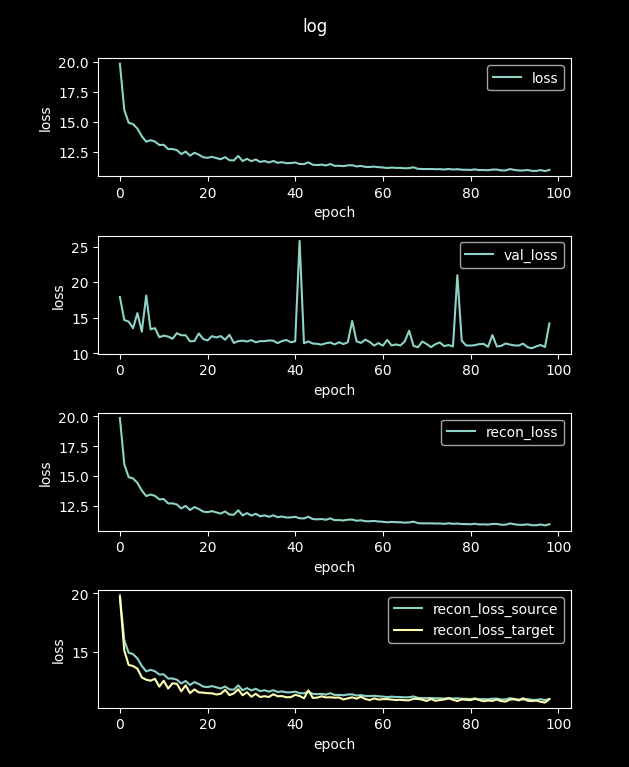 log
20.0
17.5
15.0
12.5
loss
loss
0 20 40 60 80 100
epoch
25
20
15
10
loss
val_loss
0 20 40 60 80 100
epoch
20.0
17.5
15.0
12.5
loss
recon_loss
0 20 40 60 80 100
epoch
20
15
loss
recon_loss_source
recon_loss_target
0 20 40 60 80 100
epoch